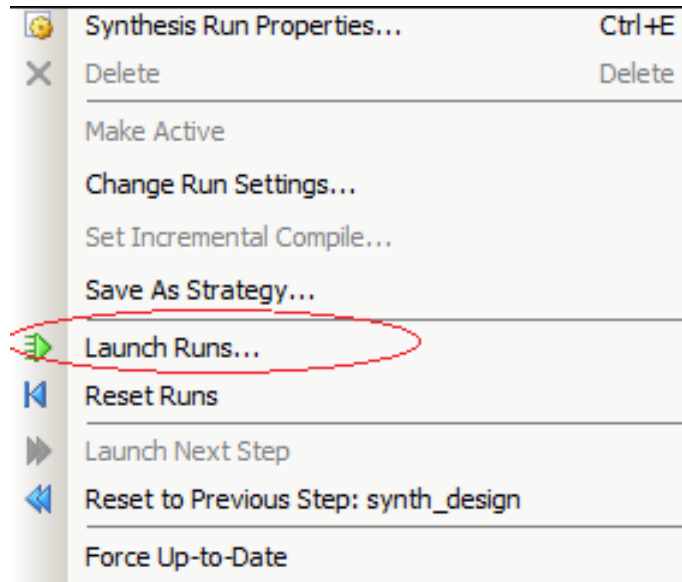 Synthesis Run Properties... Ctrl+E
Delete Delete
Make Active
Change Run Settings...
Set Incremental Compile...
Save As Strategy...
Launch Runs...
Reset Runs
Launch Next Step
Reset to Previous Step: synth_design
Force Up-to-Date